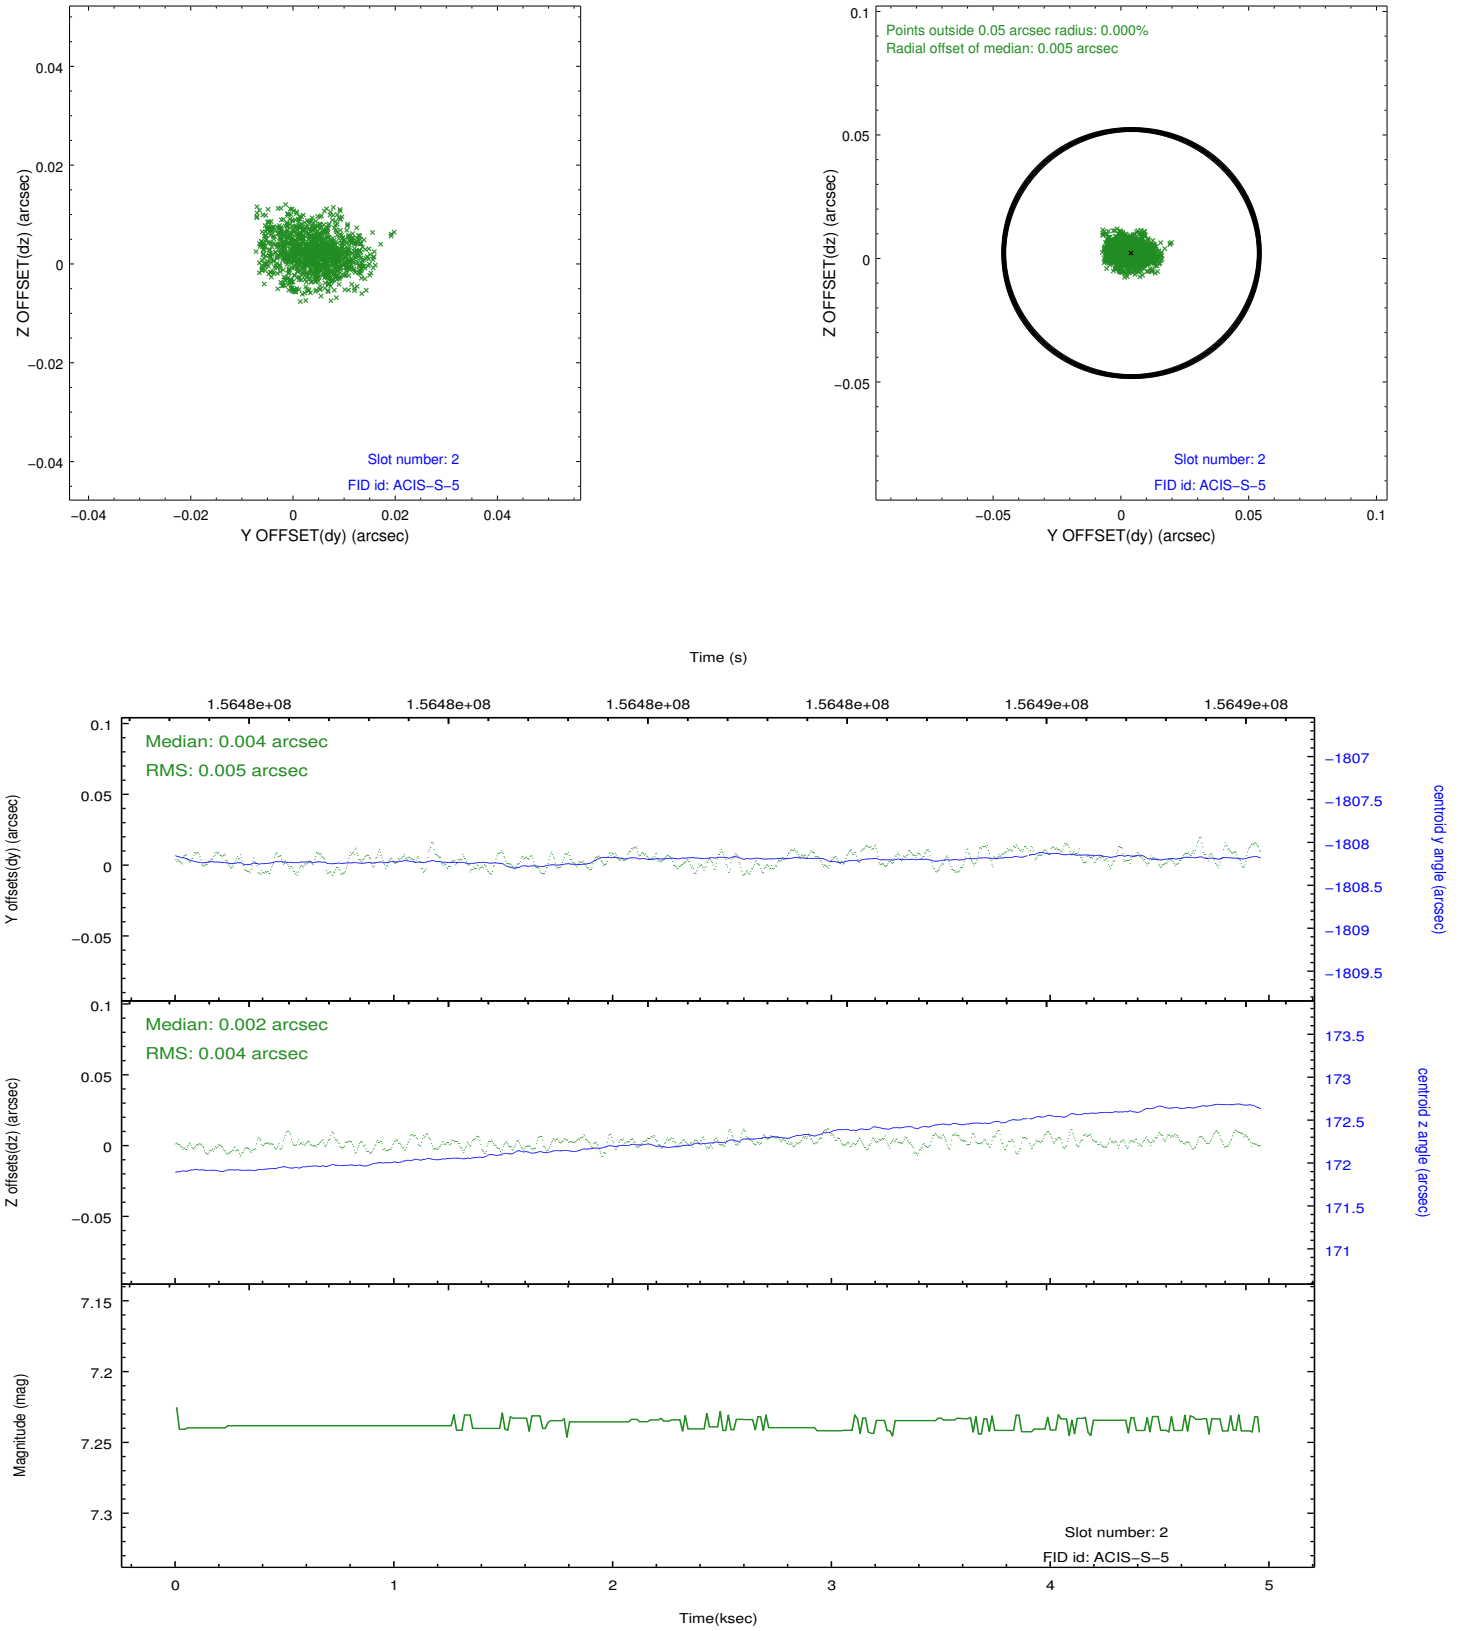 0.04
0.02
0
−0.02
−0.04
Z OFFSET(dz) (arcsec)
Slot number: 2
FID id: ACIS−S−5
−0.04
−0.02
0
0.02
0.04
Y OFFSET(dy) (arcsec)
0.1
0.05
0
−0.05
Z OFFSET(dz) (arcsec)
Points outside 0.05 arcsec radius: 0.000%
Radial offset of median: 0.005 arcsec
Slot number: 2
FID id: ACIS−S−5
−0.05
0
0.05
0.1
Y OFFSET(dy) (arcsec)
Time (s)
1.5648e+08
1.5648e+08
1.5648e+08
1.5648e+08
1.5649e+08
1.5649e+08
0.1
0.05
0
−0.05
Y offsets(dy) (arcsec)
Median: 0.004 arcsec
RMS: 0.005 arcsec
−1807
−1807.5
−1808
−1808.5
−1809
−1809.5
centroid y angle (arcsec)
0.1
0.05
0
−0.05
Z offsets(dz) (arcsec)
Median: 0.002 arcsec
RMS: 0.004 arcsec
173.5
173
172.5
172
171.5
171
centroid z angle (arcsec)
7.15
7.2
7.25
7.3
Magnitude (mag)
Slot number: 2
FID id: ACIS−S−5
0
1
2
3
4
5
Time(ksec)